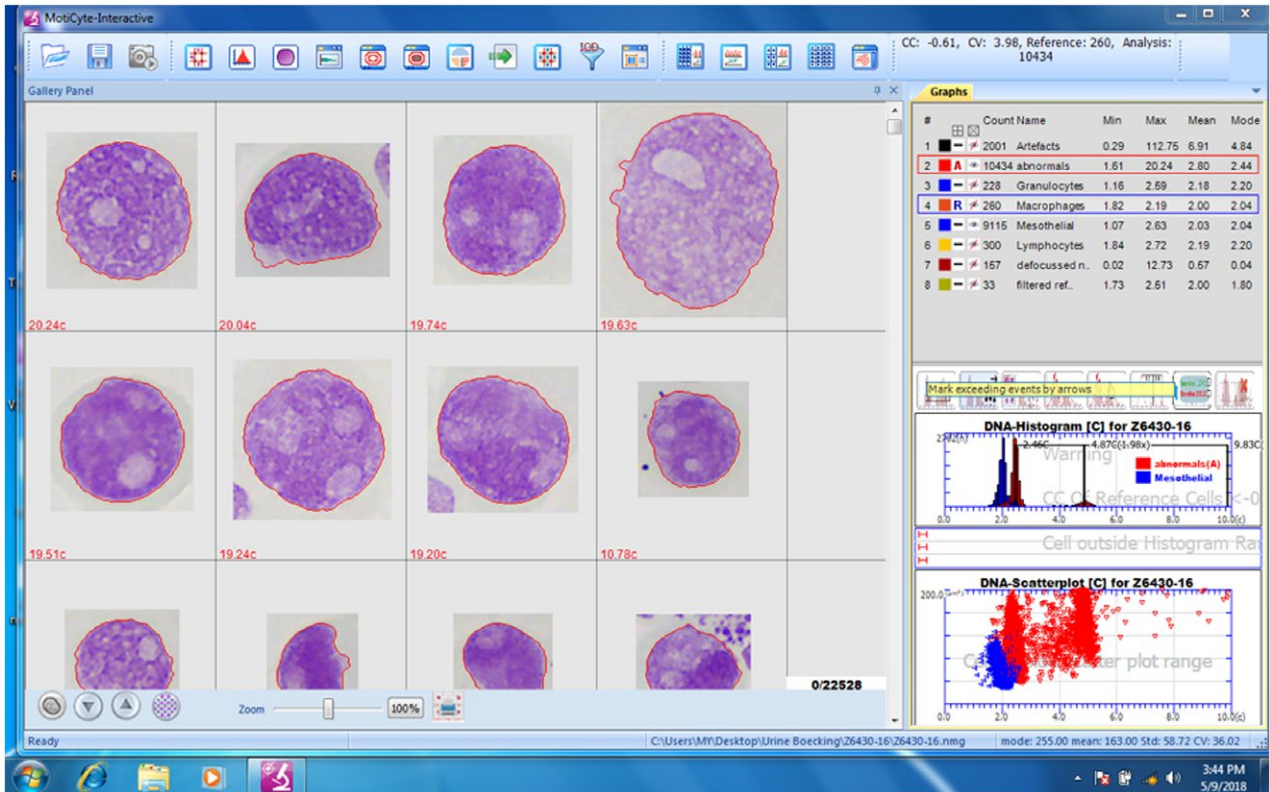 MotiCyte-Interactive
IOD
CC: -0.61, CV: 3.98, Reference: 260, Analysis:
10434
Gallery Panel
Graphs
# Count Name Min Max Mean Mode
1 2001 Artefacts 0.29 112.75 6.91 4.84
2 A 10434 abnormals 1.61 20.24 2.80 2.44
3 228 Granulocytes 1.16 2.59 2.18 2.20
4 R 260 Macrophages 1.82 2.19 2.00 2.04
5 9115 Mesothelial 1.07 2.63 2.03 2.04
6 300 Lymphocytes 1.84 2.72 2.19 2.20
7 157 defocussed n.. 0.02 12.73 0.57 0.04
8 33 filtered ref.. 1.73 2.51 2.00 1.80
20.24c 20.04c 19.74c 19.63c
Mark exceeding events by arrows
DNA-Histogram [C] for Z6430-16
2.46C 4.87C(1.98x) 9.83C
Warning
abnormals(A)
Mesothelial
CC Of Reference Cells <-0
0.0 2.0 4.0 6.0 8.0 10.0(c)
Cell outside Histogram Ra
19.51c 19.24c 19.20c 10.78c
DNA-Scatterplot [C] for Z6430-16
200.0
plot range
0.0 2.0 4.0 6.0 8.0 10.0(c)
0/22528
Zoom 100%
Ready C:\Users\MY\Desktop\Urine Boecking\Z6430-16\Z6430-16.nmg mode: 255.00 mean: 163.00 Std: 58.72 CV: 36.02
3:44 PM
5/9/2018